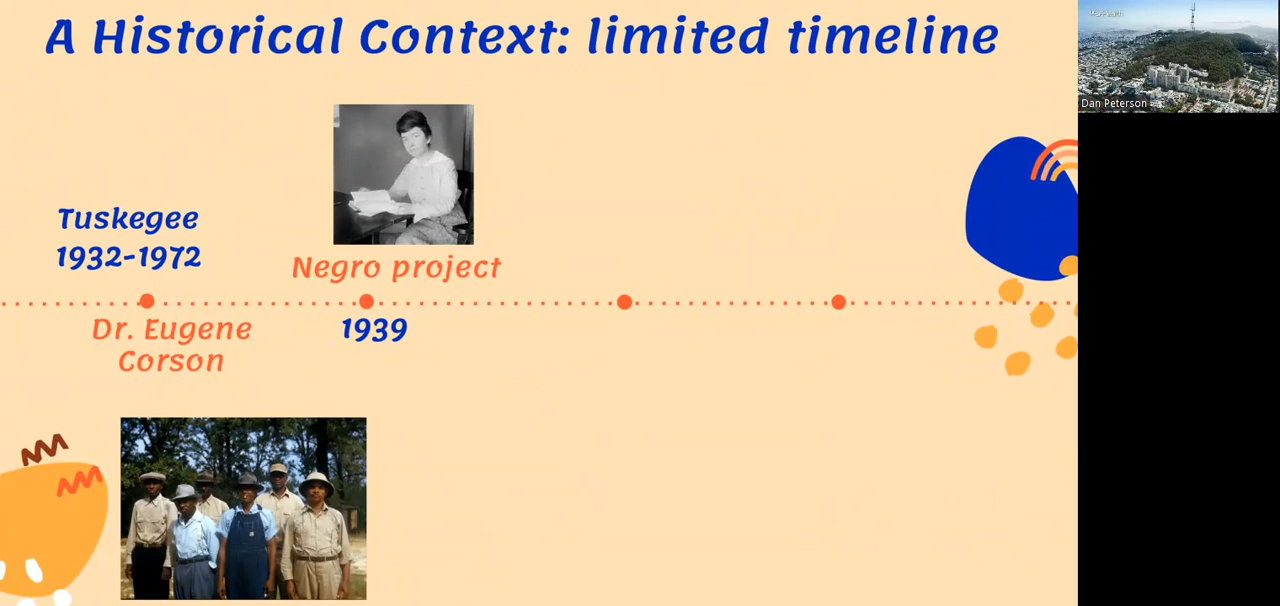 A Historical Context: limited timeline
Tuskegee
1932-1972
Negro project
Dr. Eugene
Corson
1939
Dan Peterson